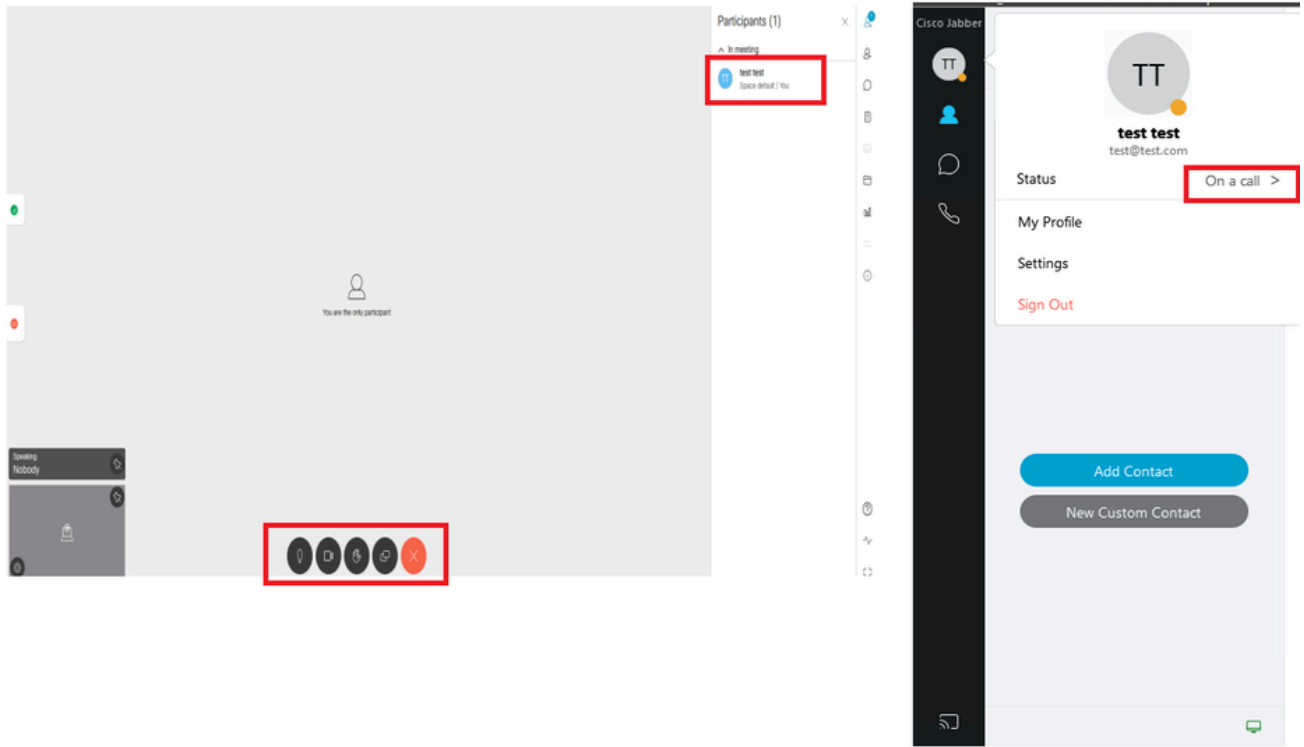 Participants (1)
In meeting
TT
test test
Space default | You
You are the only participant
Speaking
Nobody
Cisco Jabber
TT
TT
test test
test@test.com
Status
On a call >
My Profile
Settings
Sign Out
Add Contact
New Custom Contact